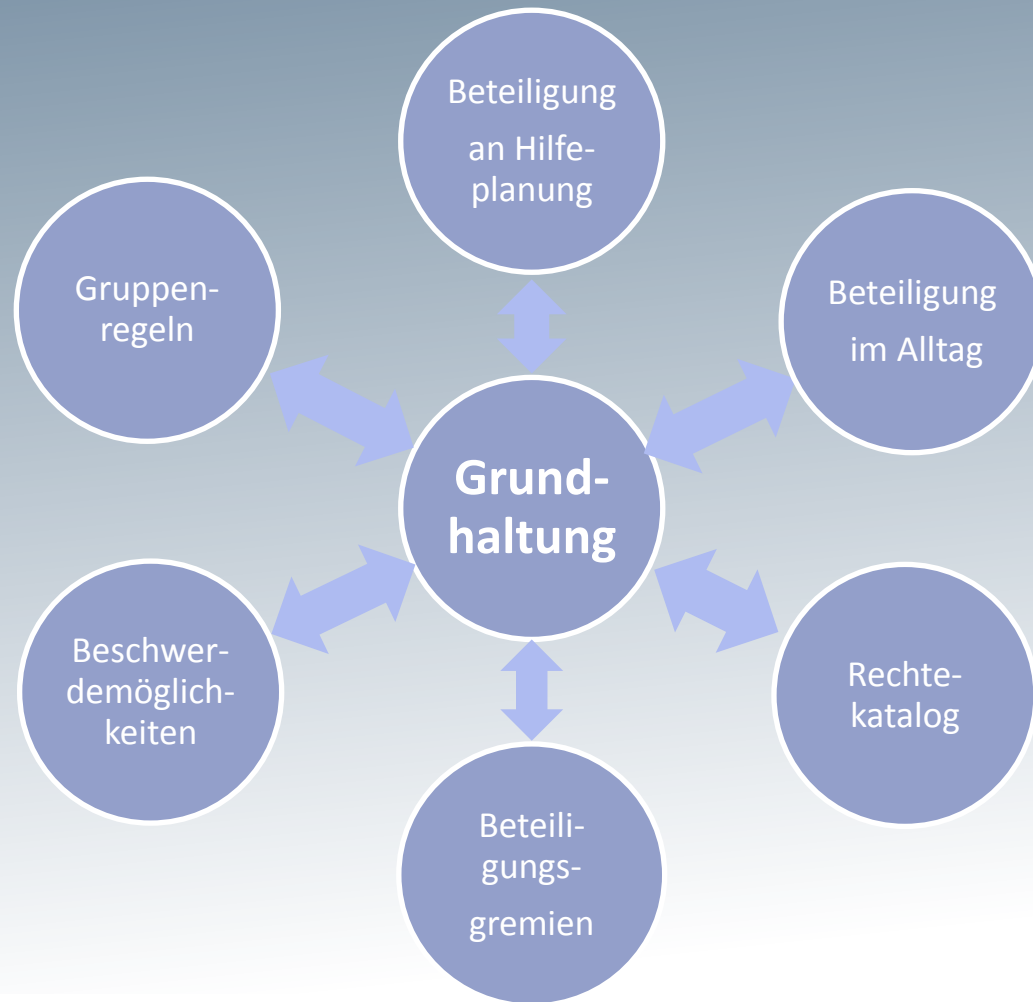 Beteiligung
an Hilfe-
planung
Gruppen-
regeln
Beteiligung
im Alltag
Grund-
haltung
Beschwer-
demöglich-
keiten
Rechte-
katalog
Beteili-
gungs-
gremien